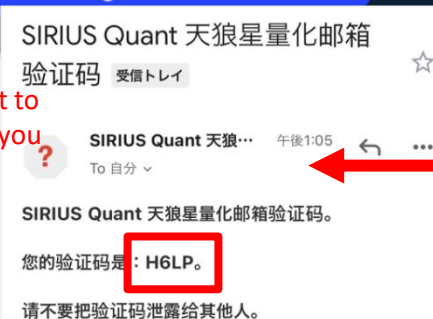 SIRIUS Quant 天狼星量化邮箱
验证码 受信トレイ
t to
you
SIRIUS Quant 天狼… 午後1:05
?
To 自分
SIRIUS Quant 天狼星量化邮箱验证码。
您的验证码是：H6LP。
请不要把验证码泄露给其他人。